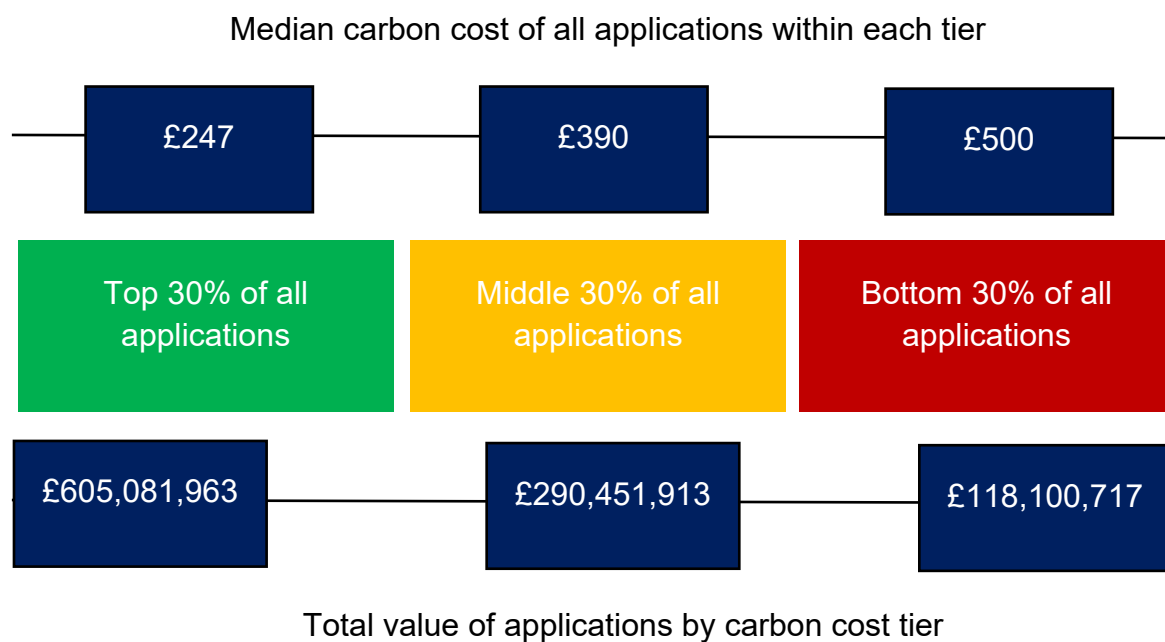 Median carbon cost of all applications within each tier
£247
£390
£500
Top 30% of all
applications
Middle 30% of all
applications
Bottom 30% of all
applications
£605,081,963
£290,451,913
£118,100,717
Total value of applications by carbon cost tier